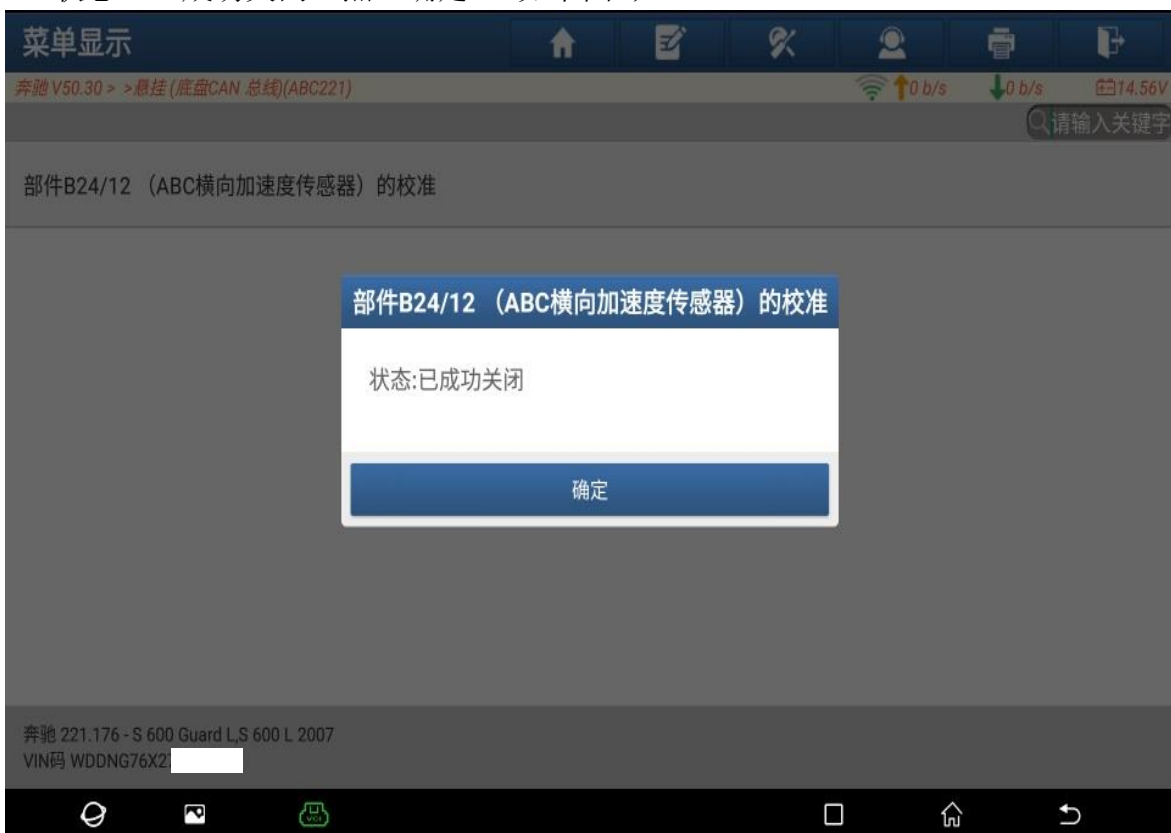 菜单显示
奔驰 V50.30 > >悬挂 (底盘CAN 总线)(ABC221)
0 b/s
0 b/s
14.56V
请输入关键字
部件B24/12 （ABC横向加速度传感器）的校准
部件B24/12 （ABC横向加速度传感器）的校准
状态:已成功关闭
确定
奔驰 221.176 - S 600 Guard L,S 600 L 2007
VIN码 WDDNG76X2
VCI